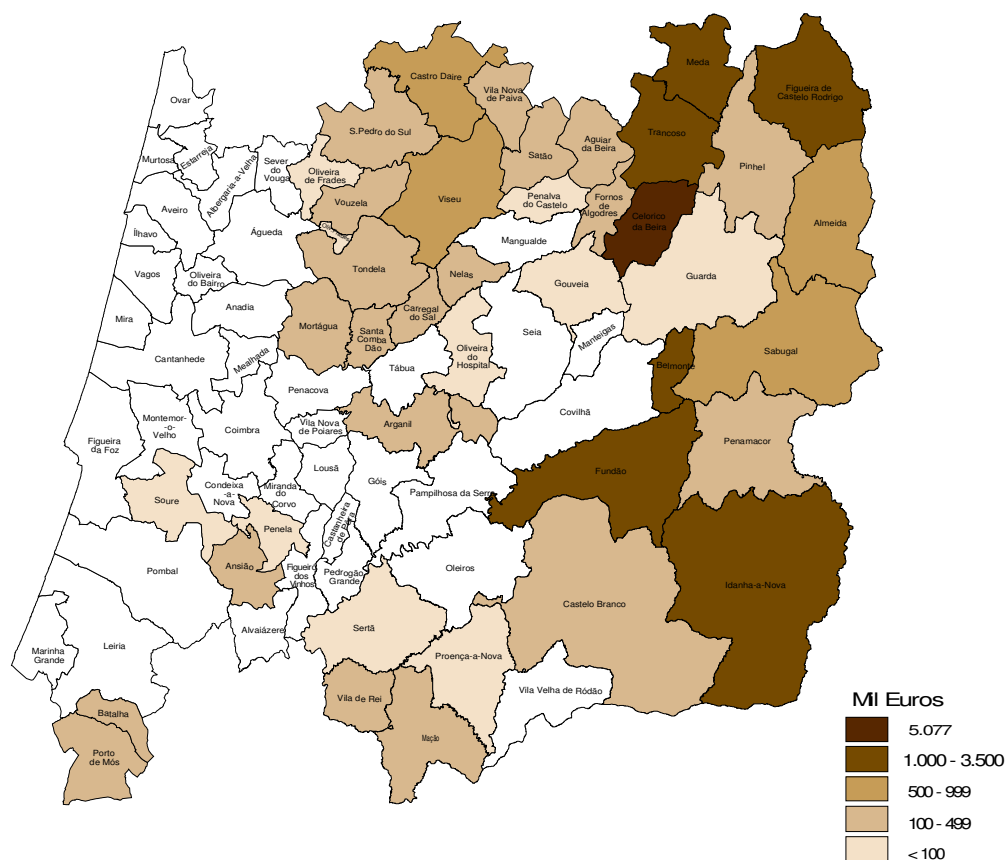 Ovar
Murtosa
Estarreja
Albergaria-a-Velha
Sever
do
Vouga
Aveiro
Ílhavo
Águeda
Vagos
Oliveira
do Bairro
Anadia
Mira
Cantanhede
Mealhada
Castro Daire
Vila Nova
de Paiva
S.Pedro do Sul
Oliveira
de Frades
Vouzela
Viseu
Satão
Aguiar
da Beira
Penalva
do Castelo
Fornos
de
Algodres
Mangualde
Tondela
Nelas
Carregal
do Sal
Mortágua
Santa
Comba
Dão
Meda
Figueira de
Castelo Rodrigo
Trancoso
Pinhel
Celorico
da Beira
Almeida
Guarda
Gouveia
Seia
Manteigas
Sabugal
Belmonte
Covilhã
Oliveira
do
Hospital
Tábua
Penacova
Vila Nova
de Poiares
Arganil
Coimbra
Montemor-
-o-
Velho
Figueira
da Foz
Soure
Condeixa
-a-
Nova
Miranda
do
Corvo
Lousã
Góis
Pampilhosa da Serra
Castanheira
de Pêra
Penela
Ansião
Figueiró
dos
Vinhos
Pedrogão
Grande
Alvaiázere
Pombal
Leiria
Marinha
Grande
Batalha
Porto
de Mós
Fundão
Penamacor
Idanha-a-Nova
Castelo Branco
Oleiros
Sertã
Proença-a-Nova
Vila Velha de Ródão
Vila de Rei
Mação
Mil Euros
5.077
1.000 - 3.500
500 - 999
100 - 499
< 100